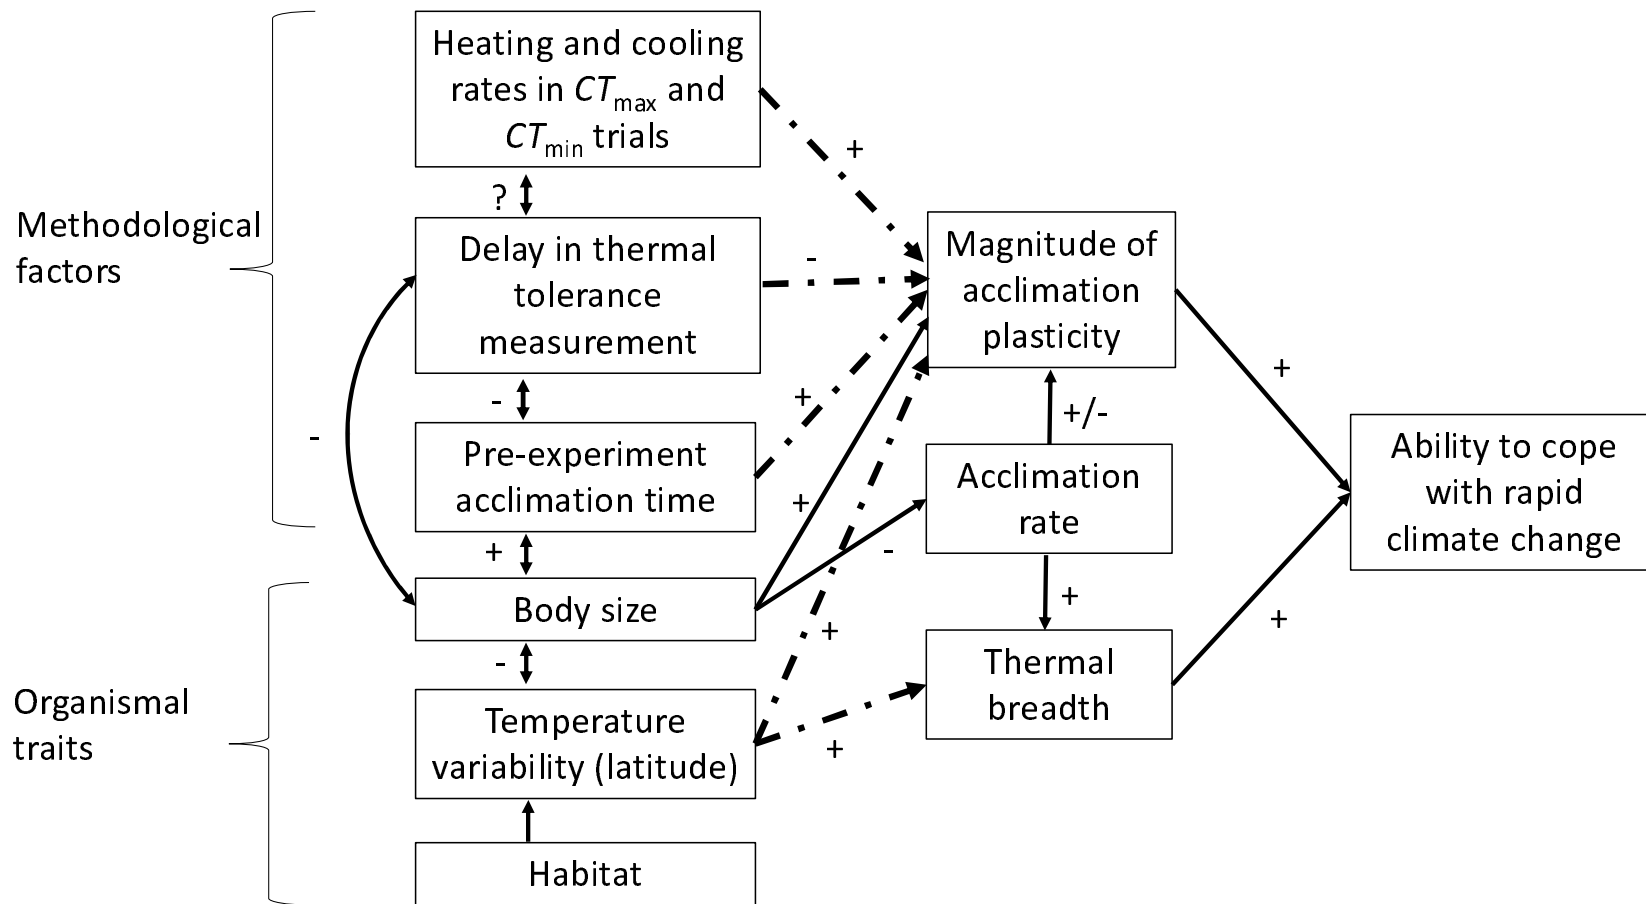 Heating and cooling
rates in CTmax and
CTmin trials
+
?
Methodological
factors
Delay in thermal
tolerance
measurement
-
Magnitude of
acclimation
plasticity
+
-
+
+/-
-
Pre-experiment
acclimation time
+
Acclimation
rate
-
Ability to cope
with rapid
climate change
+
Body size
+
+
+
-
Organismal
traits
Temperature
variability (latitude)
+
Thermal
breadth
Habitat